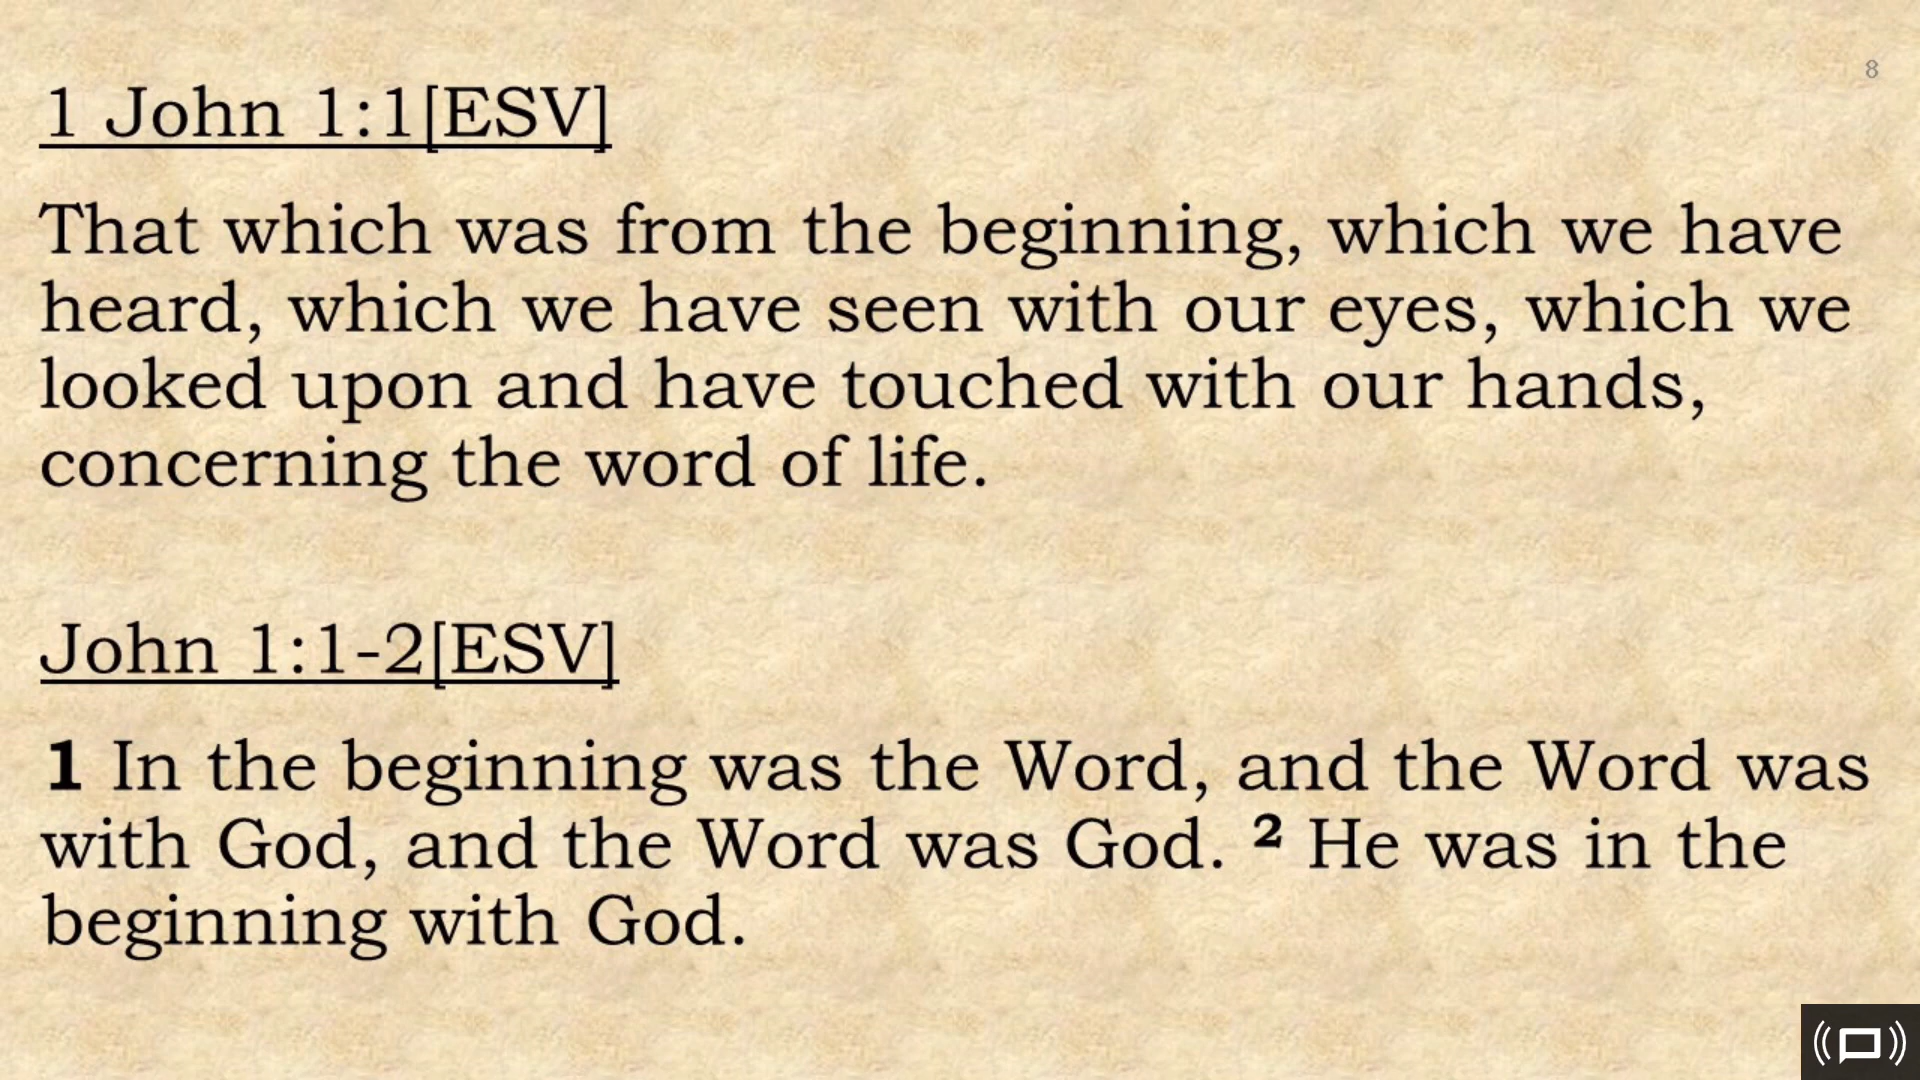 8
1 John 1:1[ESV]
That which was from the beginning, which we have
heard, which we have seen with our eyes, which we
looked upon and have touched with our hands,
concerning the word of life.
John 1:1-2[ESV]
1 In the beginning was the Word, and the Word was
with God, and the Word was God. ² He was in the
beginning with God.